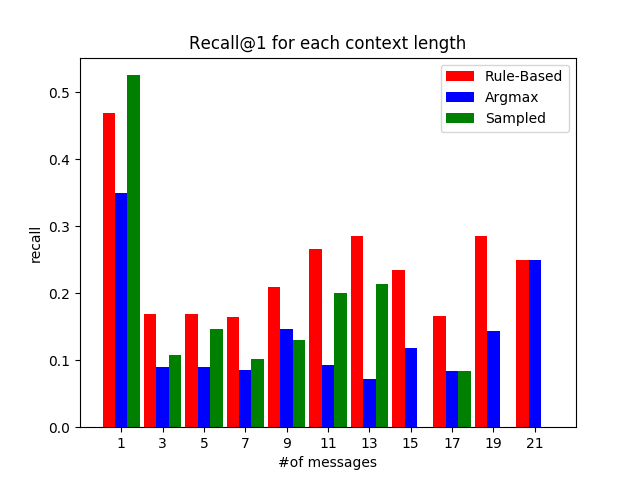 Recall@1 for each context length
Rule-Based
Argmax
Sampled
recall
0.5
0.4
0.3
0.2
0.1
0.0
1 3 5 7 9 11 13 15 17 19 21
#of messages